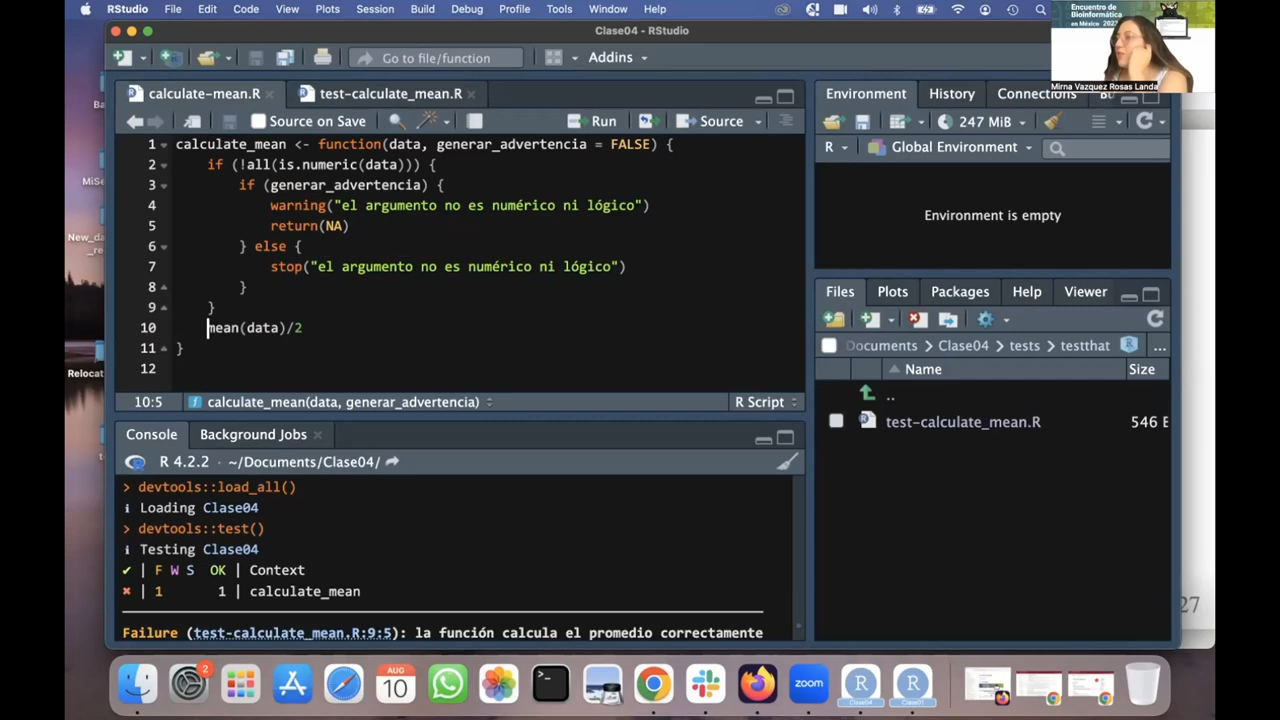 RStudio File Edit Code View Plots Session Build Debug Profile Tools Window Help
Encuentro de
Bioinformática
en México
Mirna Vazquez Rosas Landa
Clase04 - RStudio
Go to file/function Addins
calculate-mean.R test-calculate_mean.R
Source on Save Run Source
1 calculate_mean <- function(data, generar_advertencia = FALSE) {
2 if (!all(is.numeric(data))) {
3 if (generar_advertencia) {
4 warning("el argumento no es numérico ni lógico")
5 return(NA)
6 } else {
7 stop("el argumento no es numérico ni lógico")
8 }
9 }
10 mean(data)/2
11 }
12
10:5 calculate_mean(data, generar_advertencia) R Script
Console Background Jobs
R 4.2.2 · ~/Documents/Clase04/
> devtools::load_all()
i Loading Clase04
> devtools::test()
i Testing Clase04
✔ | F W S OK | Context
✖ | 1 1 | calculate_mean
Failure (test-calculate_mean.R:9:5): la función calcula el promedio correctamente
Environment History Connections
247 MiB
R Global Environment
Environment is empty
Files Plots Packages Help Viewer
Documents Clase04 tests testthat ...
Name Size
..
test-calculate_mean.R 546
27
New_da
Relocat
2
AUG
10
zoom
R Clase04
R Clase01